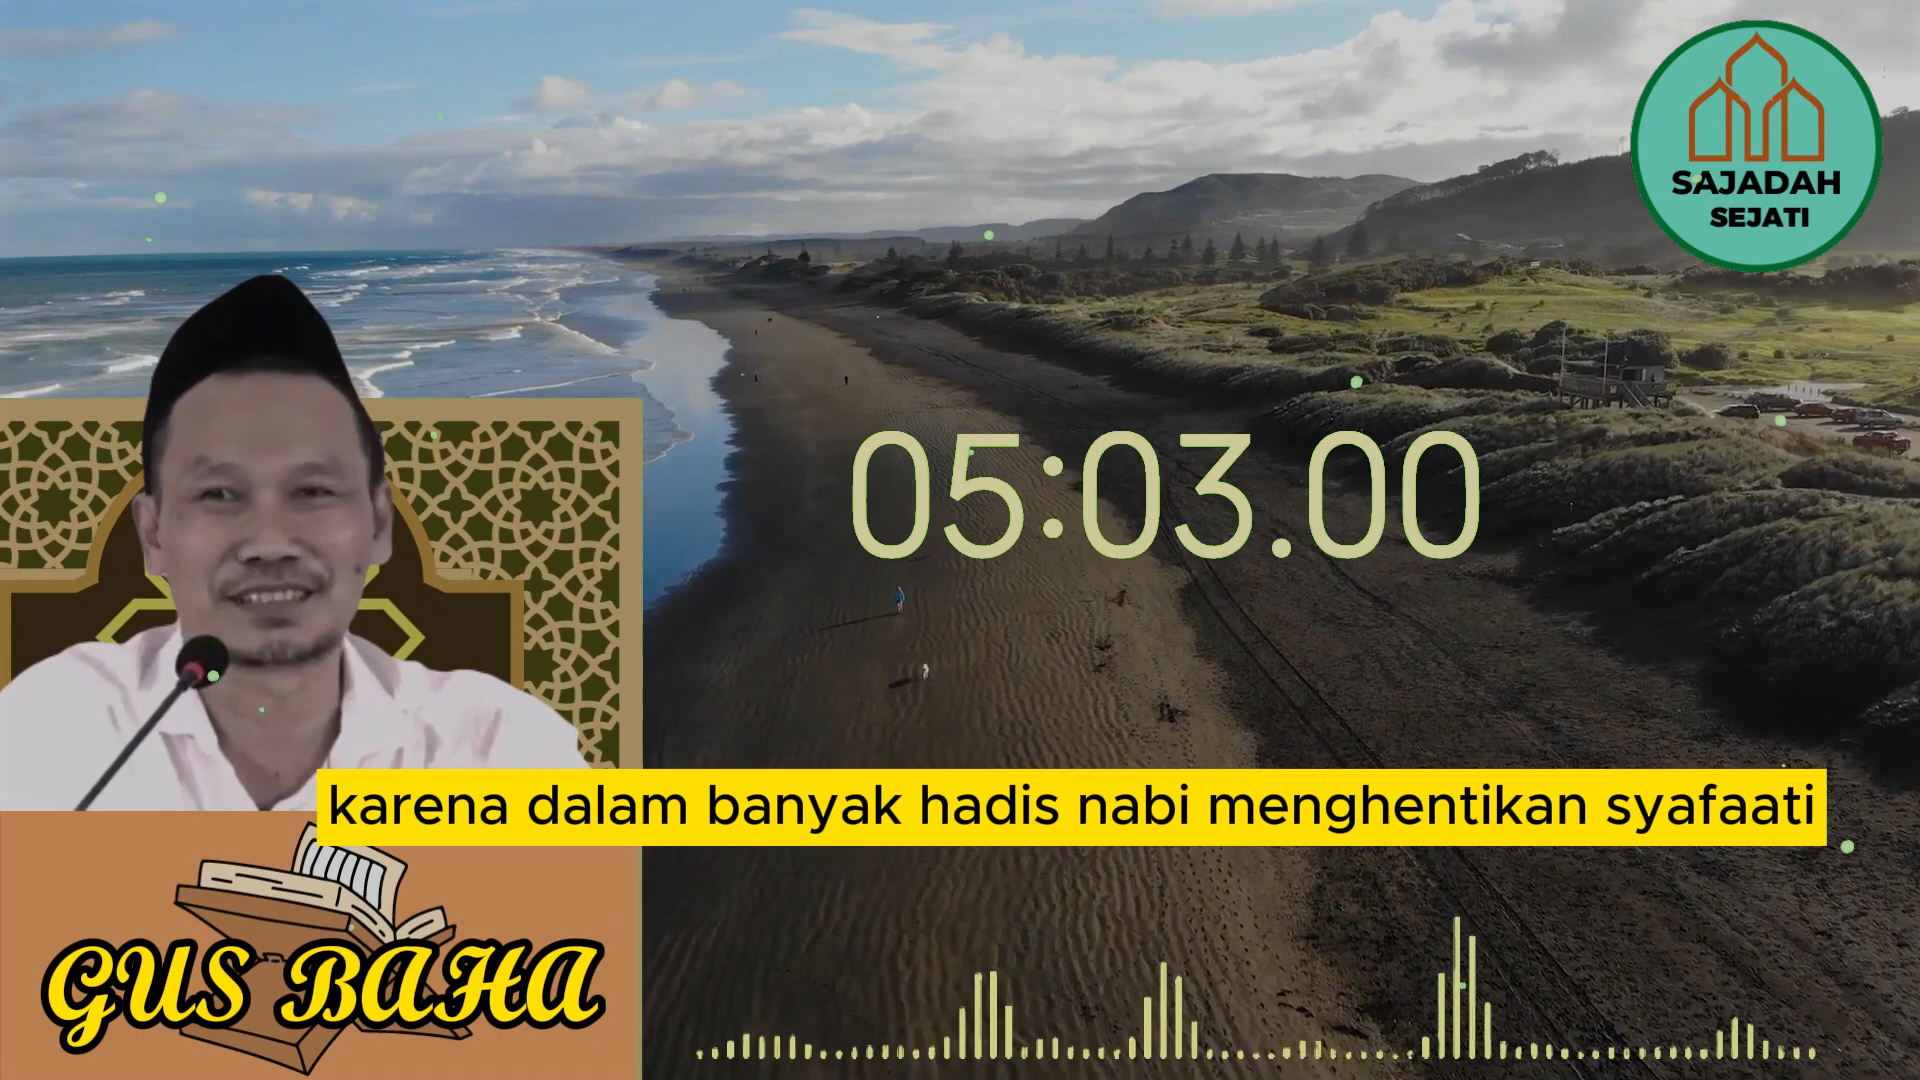 SAJADAH
SEJATI
05:03.00
karena dalam banyak hadis nabi menghentikan syafaati
GUS BAHA